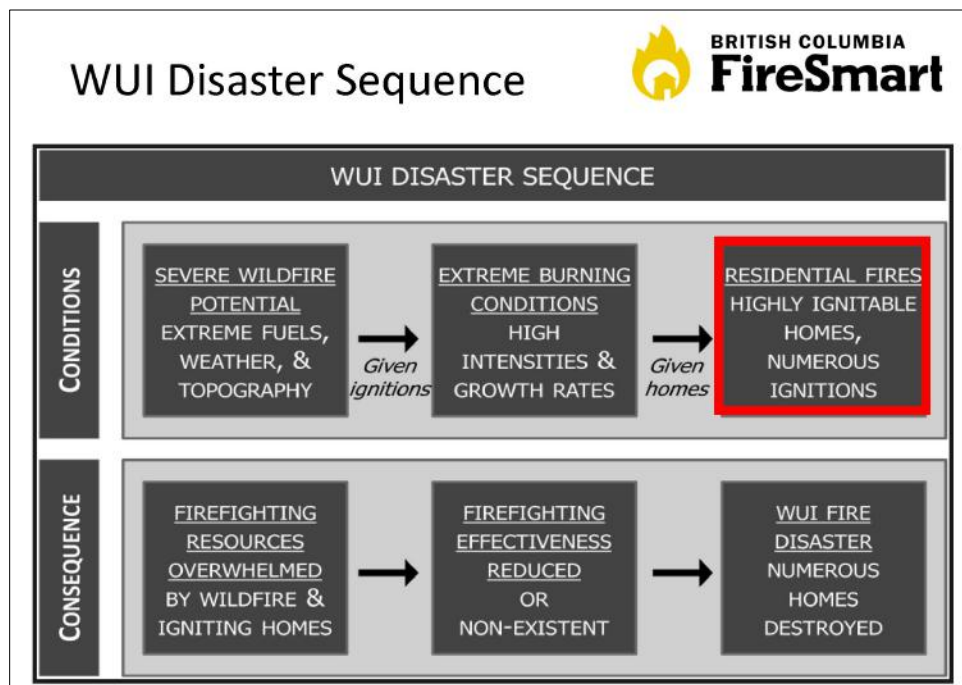 WUI Disaster Sequence
BRITISH COLUMBIA
FireSmart
WUI DISASTER SEQUENCE
CONDITIONS
SEVERE WILDFIRE
POTENTIAL
EXTREME FUELS,
WEATHER, &
TOPOGRAPHY
Given
ignitions
EXTREME BURNING
CONDITIONS
HIGH
INTENSITIES &
GROWTH RATES
Given
homes
RESIDENTIAL FIRES
HIGHLY IGNITABLE
HOMES,
NUMEROUS
IGNITIONS
CONSEQUENCE
FIREFIGHTING
RESOURCES
OVERWHELMED
BY WILDFIRE &
IGNITING HOMES
FIREFIGHTING
EFFECTIVENESS
REDUCED
OR
NON-EXISTENT
WUI FIRE
DISASTER
NUMEROUS
HOMES
DESTROYED